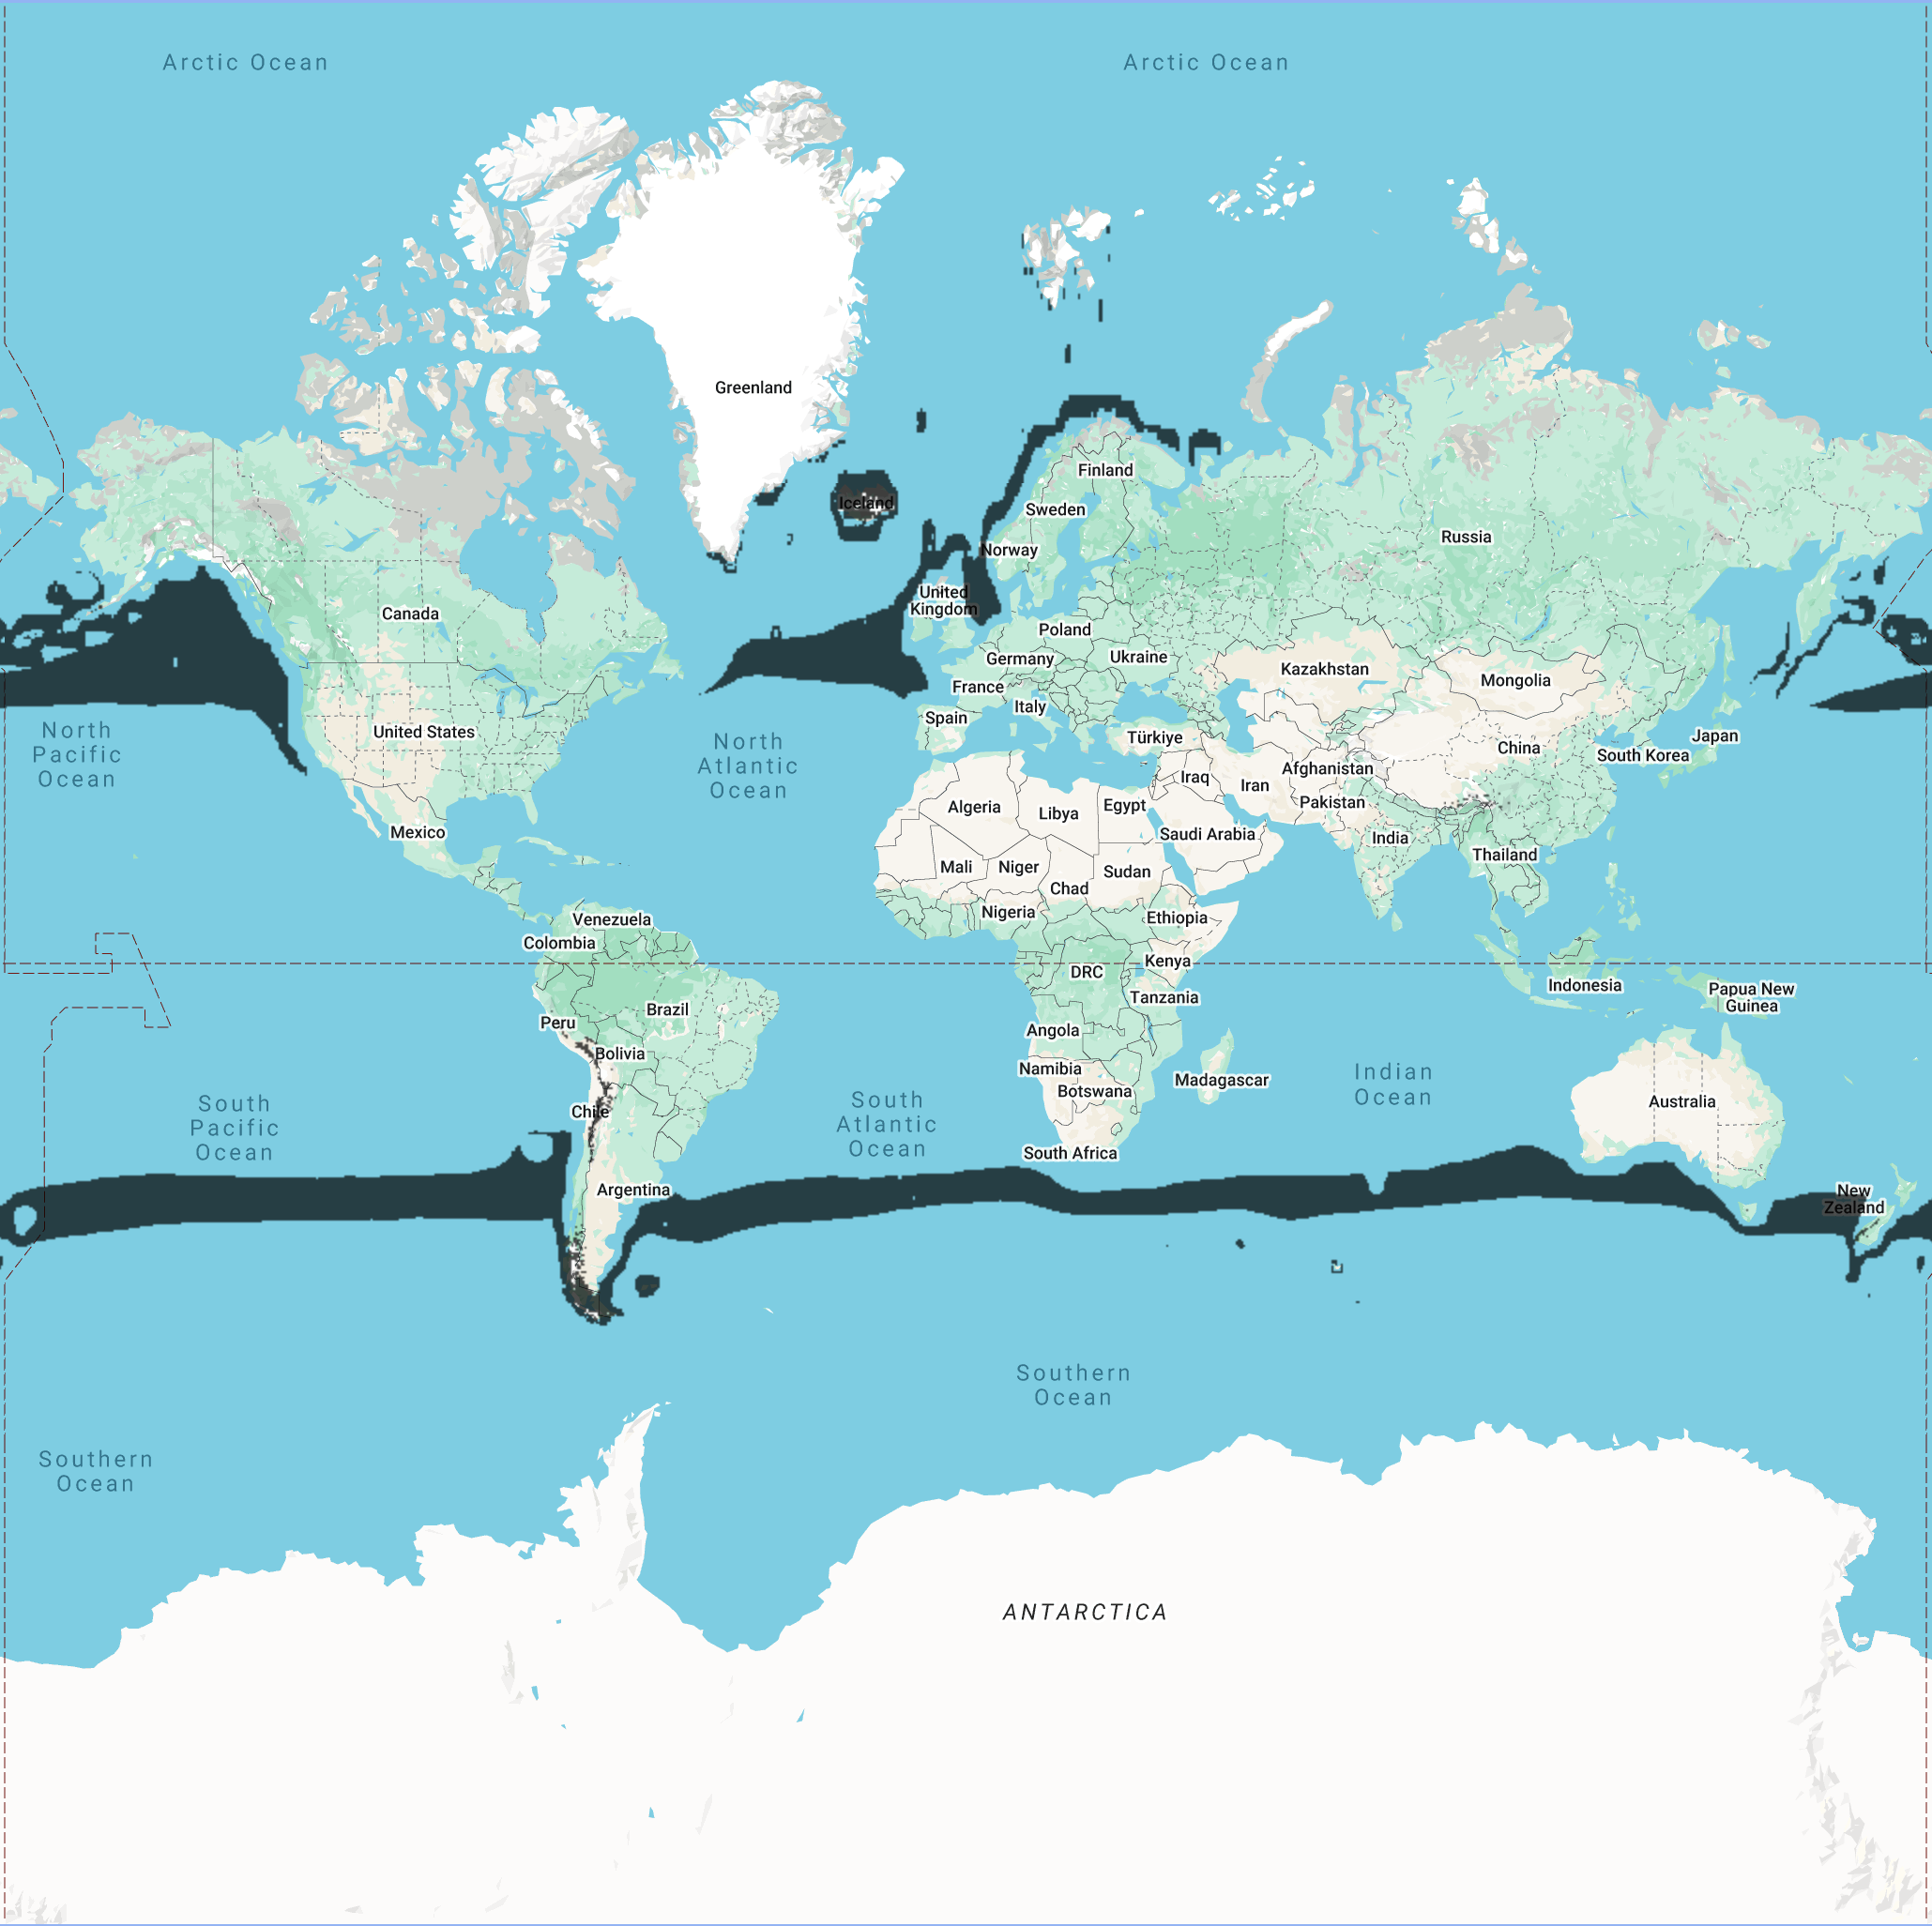 Arctic Ocean
Arctic Ocean
Greenland
Finland
Iceland
Sweden
Russia
Norway
United
Kingdom
Canada
Poland
Germany
Ukraine
Kazakhstan
Mongolia
France
Italy
Spain
North
Pacific
Ocean
United States
North
Atlantic
Ocean
Türkiye
China
Japan
South Korea
Iraq
Iran
Afghanistan
Pakistan
Algeria
Libya
Egypt
Mexico
Saudi Arabia
India
Thailand
Mali
Niger
Chad
Sudan
Venezuela
Nigeria
Ethiopia
Colombia
DRC
Kenya
Indonesia
Papua New
Guinea
Brazil
Tanzania
Peru
Angola
Bolivia
Namibia
Botswana
Madagascar
Indian
Ocean
Chile
Australia
South
Pacific
Ocean
South
Atlantic
Ocean
South Africa
Argentina
New
Zealand
Southern
Ocean
Southern
Ocean
ANTARCTICA